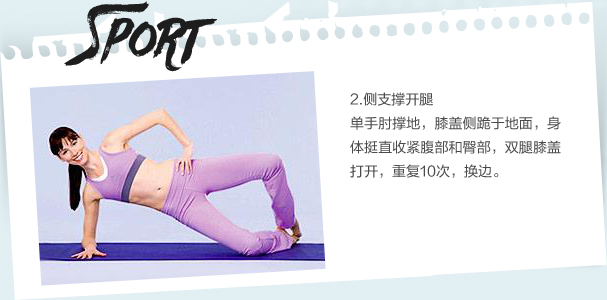 SPORT
2.侧支撑开腿
单手肘撑地，膝盖侧跪于地面，身
体挺直收紧腹部和臀部，双腿膝盖
打开，重复10次，换边。